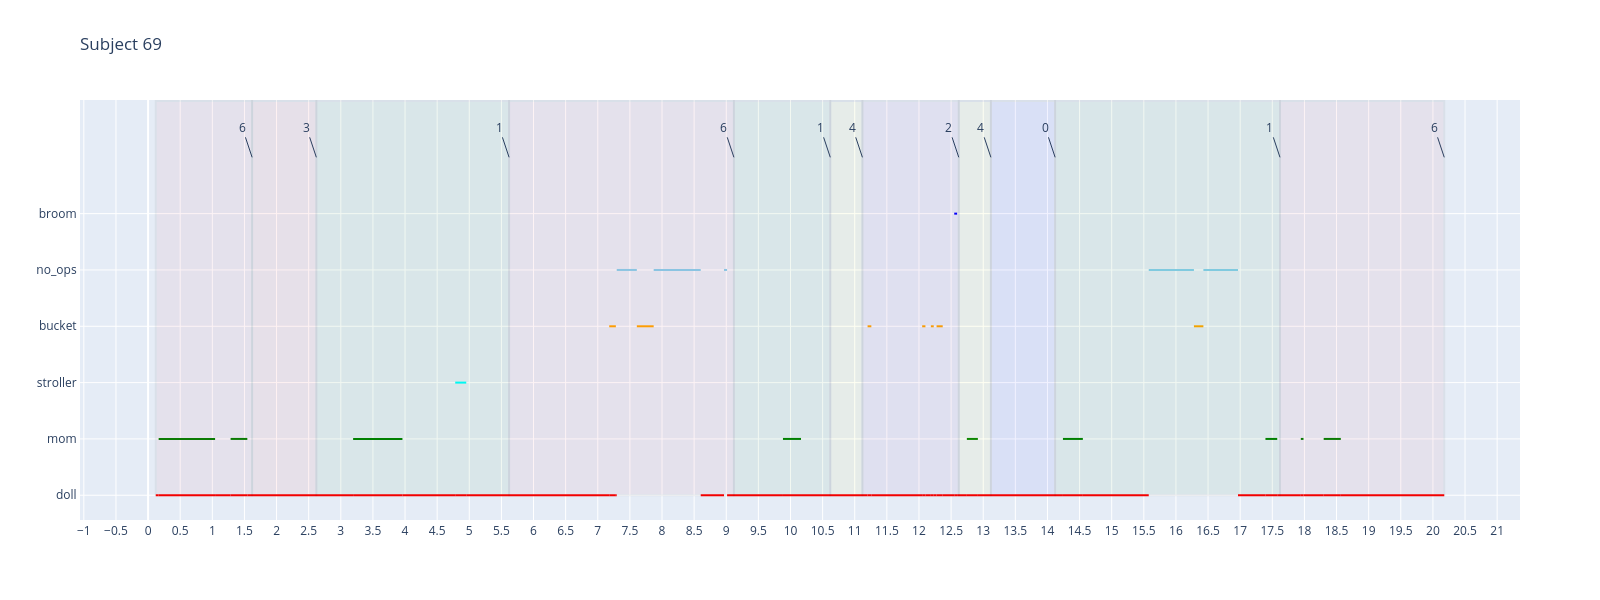 Subject 69
6 3 1 6 1 4 2 4 0 1 6
broom
no_ops
bucket
stroller
mom
doll
−1 −0.5 0 0.5 1 1.5 2 2.5 3 3.5 4 4.5 5 5.5 6 6.5 7 7.5 8 8.5 9 9.5 10 10.5 11 11.5 12 12.5 13 13.5 14 14.5 15 15.5 16 16.5 17 17.5 18 18.5 19 19.5 20 20.5 21